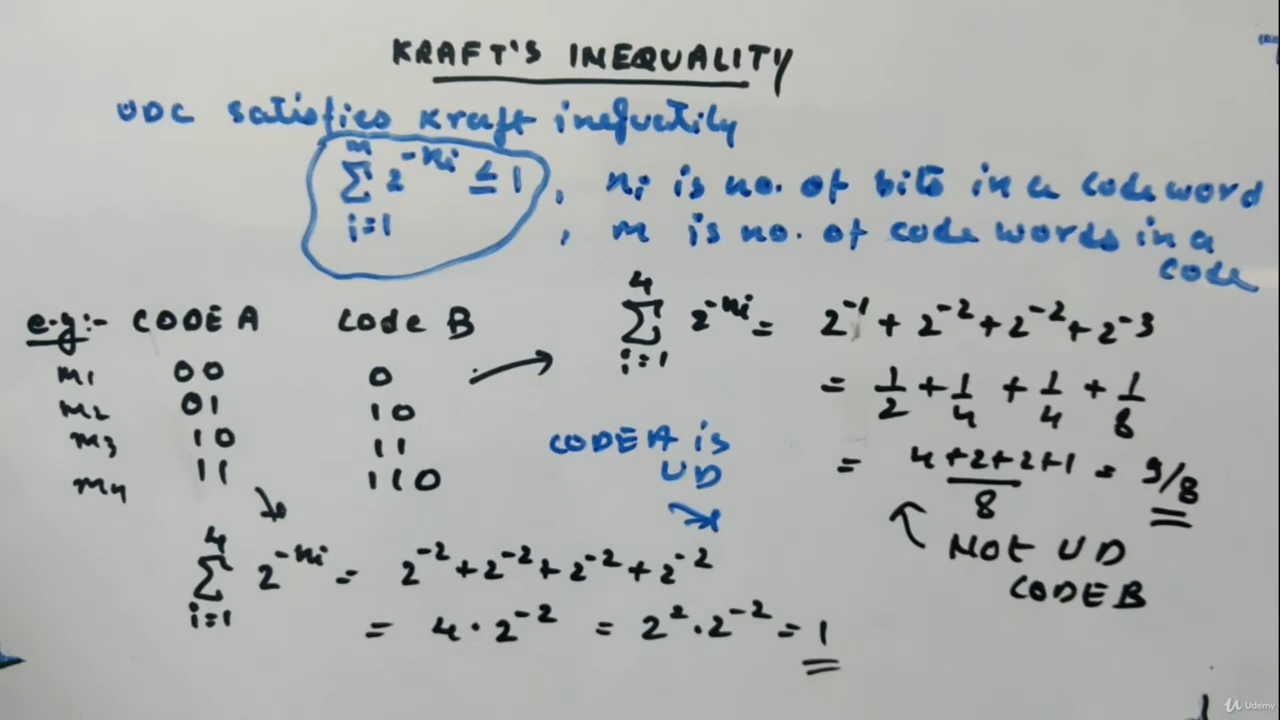 KRAFT'S INEQUALITY
UDC satisfies kraft inequality
m
∑ 2^-ni ≤ 1 , ni is no. of bits in a code word
i=1
, m is no. of code words in a
code
e.g:- CODE A Code B
m1 00 0
m2 01 10
m3 10 11
m4 11 110
4
∑ 2^-ni = 2^-1 + 2^-2 + 2^-2 + 2^-3
i=1
= 1/2 + 1/4 + 1/4 + 1/8
= 4+2+2+1/8 = 9/8
NOT UD
CODE B
CODE A is
UD
4
∑ 2^-ni = 2^-2 + 2^-2 + 2^-2 + 2^-2
i=1
= 4 · 2^-2 = 2^2 · 2^-2 = 1
Udemy